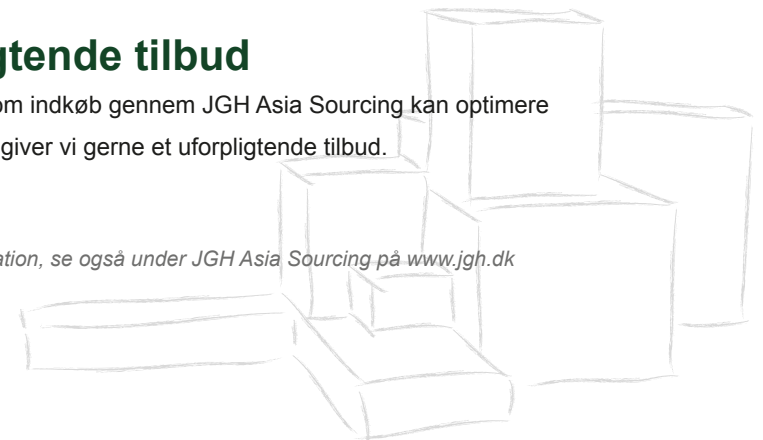 gtende tilbud
om indkøb gennem JGH Asia Sourcing kan optimere
giver vi gerne et uforpligtende tilbud.
ation, se også under JGH Asia Sourcing på www.jgh.dk